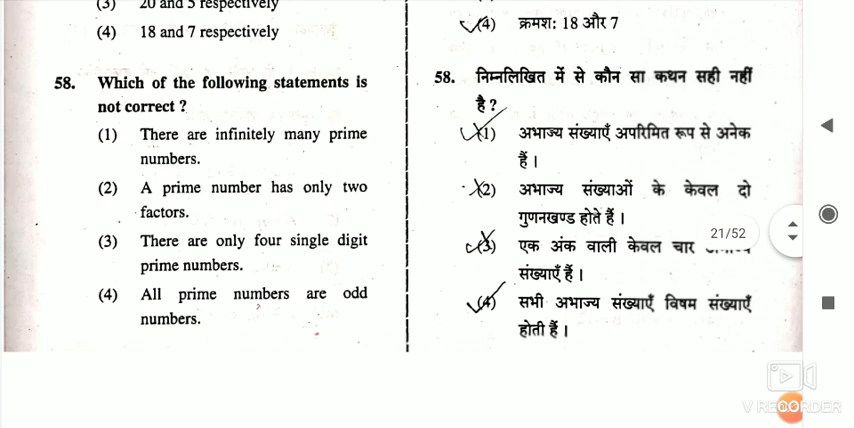 (3) 20 and 5 respectively
(4) 18 and 7 respectively
58. Which of the following statements is
not correct ?
(1) There are infinitely many prime
numbers.
(2) A prime number has only two
factors.
(3) There are only four single digit
prime numbers.
(4) All prime numbers are odd
numbers.
(4) क्रमशः 18 और 7
58. निम्नलिखित में से कौन सा कथन सही नहीं
है ?
(1) अभाज्य संख्याएँ अपरिमित रूप से अनेक
हैं ।
(2) अभाज्य संख्याओं के केवल दो
गुणनखण्ड होते हैं ।
(3) एक अंक वाली केवल चार
संख्याएँ हैं ।
(4) सभी अभाज्य संख्याएँ विषम संख्याएँ
होती हैं ।
21/52
V RECORDER